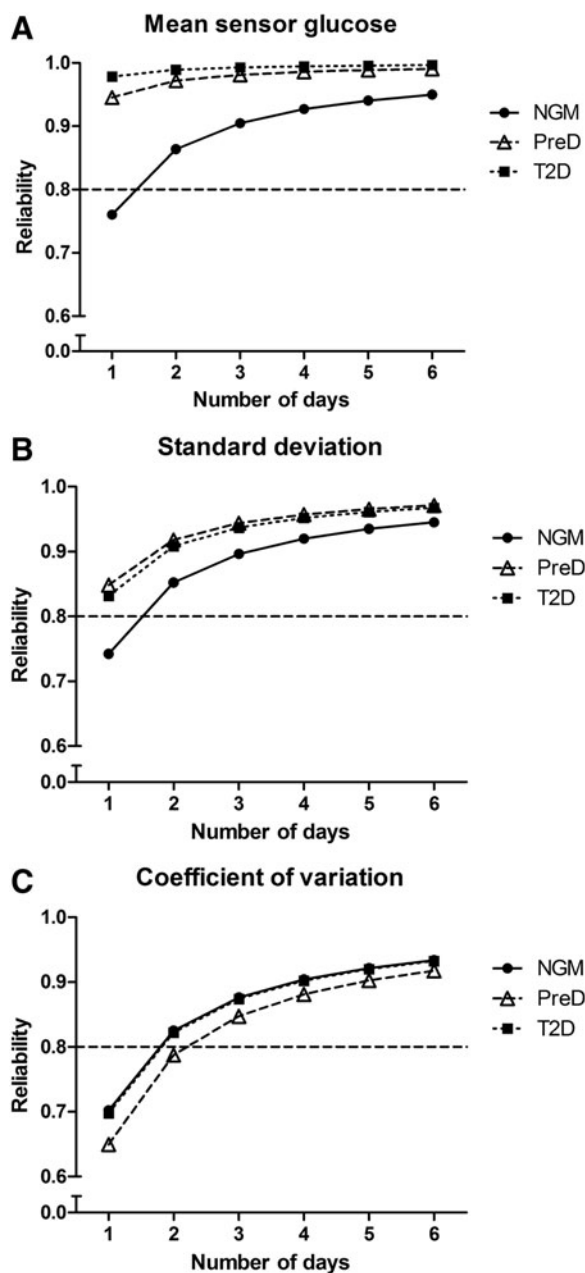 A
Mean sensor glucose
1.0
0.9
0.8
0.7
0.6
0.0
Reliability
1 2 3 4 5 6
Number of days
NGM
PreD
T2D
B
Standard deviation
1.0
0.9
0.8
0.7
0.6
0.0
Reliability
1 2 3 4 5 6
Number of days
NGM
PreD
T2D
C
Coefficient of variation
1.0
0.9
0.8
0.7
0.6
0.0
Reliability
1 2 3 4 5 6
Number of days
NGM
PreD
T2D